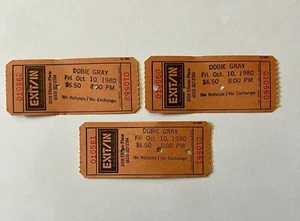 EXIT/IN
DOBIE GRAY
Fri. Oct. 10, 1980
$6.50 8:00 PM
No Refunds / No Exchange
010562
EXIT/IN
DOBIE GRAY
Fri. Oct. 10, 1980
$6.50 8:00 PM
No Refunds / No Exchange
EXIT/IN
DOBIE GRAY
Fri. Oct. 10, 1980
$6.50 8:00 PM
No Refunds / No Exchange
010561